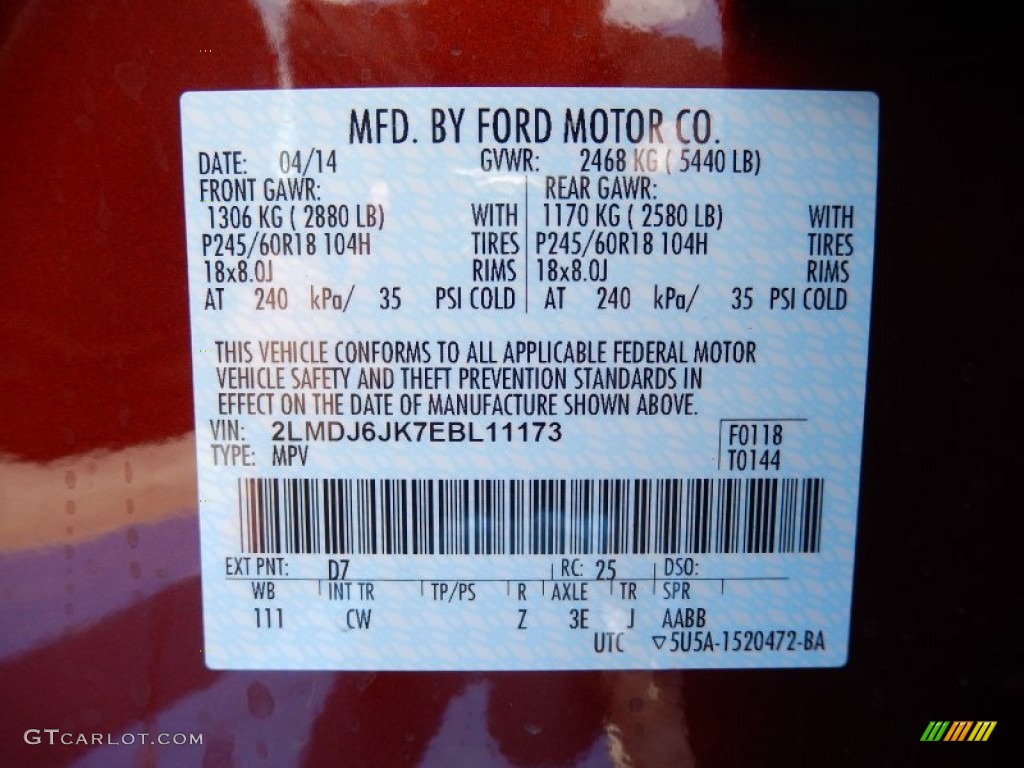 MFD. BY FORD MOTOR CO.
DATE: 04/14 GVWR: 2468 KG ( 5440 LB)
FRONT GAWR: REAR GAWR:
1306 KG ( 2880 LB) WITH 1170 KG ( 2580 LB) WITH
P245/60R18 104H TIRES P245/60R18 104H TIRES
18x8.0J RIMS 18x8.0J RIMS
AT 240 kPa/ 35 PSI COLD AT 240 kPa/ 35 PSI COLD
THIS VEHICLE CONFORMS TO ALL APPLICABLE FEDERAL MOTOR
VEHICLE SAFETY AND THEFT PREVENTION STANDARDS IN
EFFECT ON THE DATE OF MANUFACTURE SHOWN ABOVE.
VIN: 2LMDJ6JK7EBL11173 F0118
TYPE: MPV T0144
EXT PNT: D7 RC: 25 DSO:
WB INT TR TP/PS R AXLE TR SPR
111 CW Z 3E J AABB
UTC ▽5U5A-1520472-BA
GTCARLOT.COM